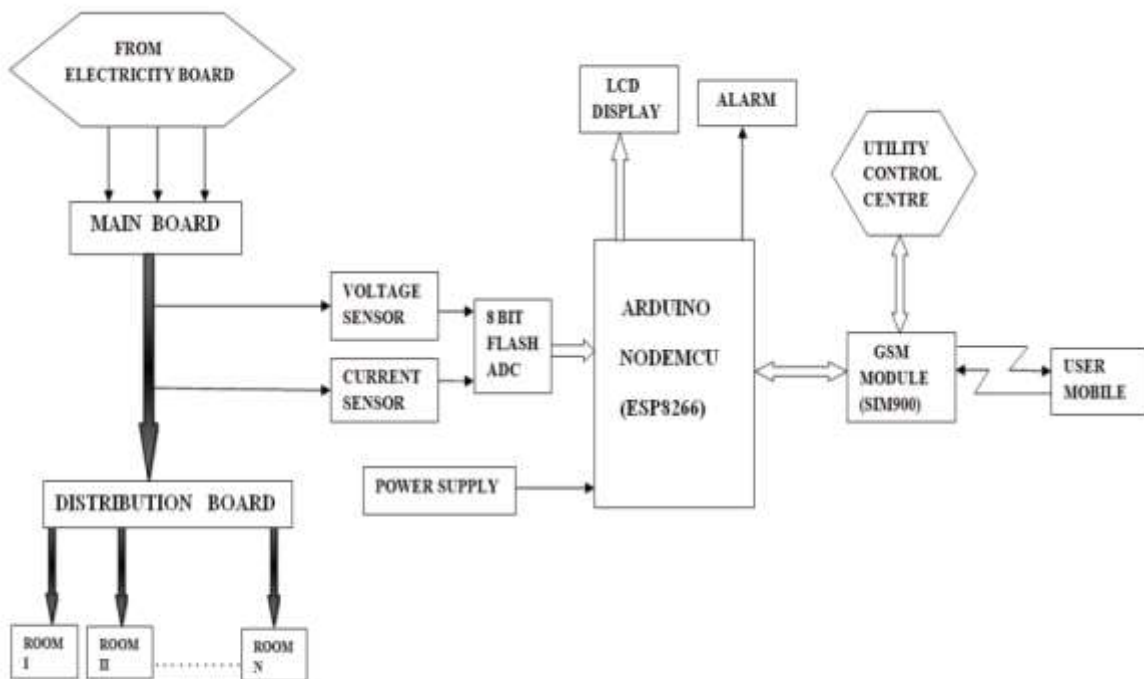 FROM
ELECTRICITY BOARD
MAIN BOARD
VOLTAGE
SENSOR
CURRENT
SENSOR
8 BIT
FLASH
ADC
POWER SUPPLY
LCD
DISPLAY
ALARM
ARDUINO
NODEMCU
(ESP8266)
UTILITY
CONTROL
CENTRE
GSM
MODULE
(SIM900)
USER
MOBILE
DISTRIBUTION BOARD
ROOM
I
ROOM
II
ROOM
N